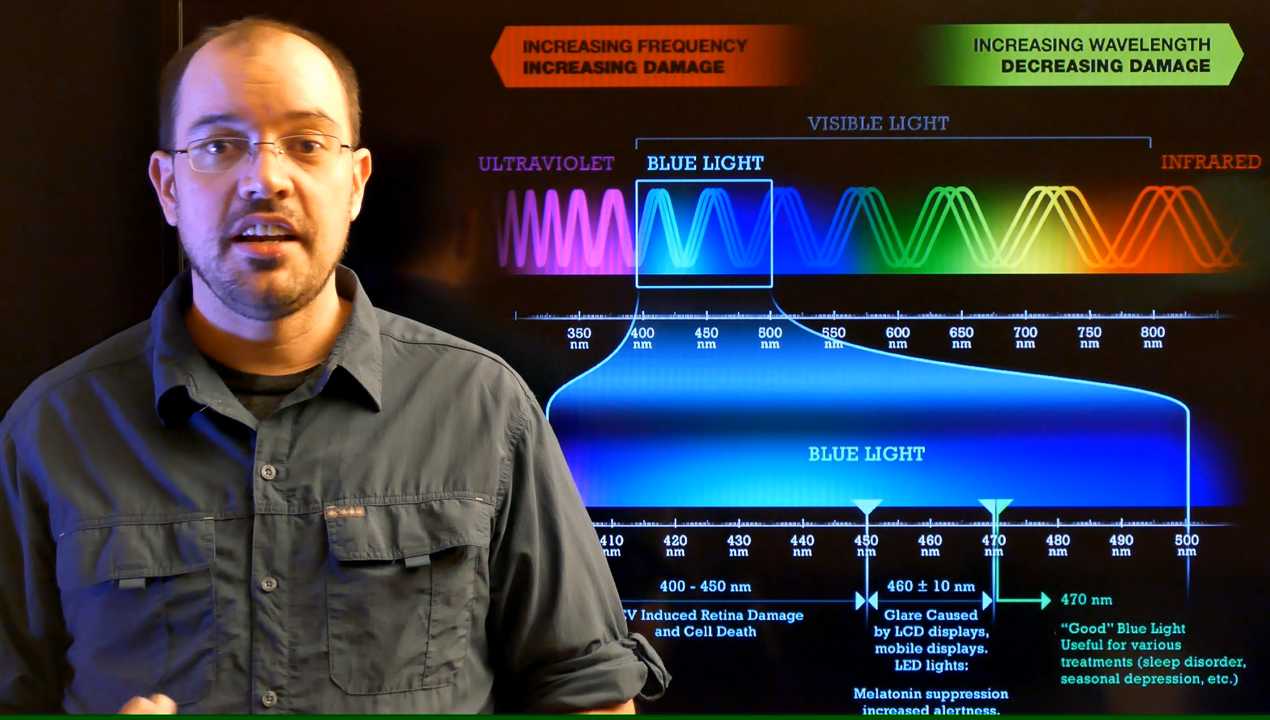 INCREASING FREQUENCY
INCREASING DAMAGE
INCREASING WAVELENGTH
DECREASING DAMAGE
VISIBLE LIGHT
ULTRAVIOLET
BLUE LIGHT
INFRARED
350 400 450 500 550 600 650 700 750 800
nm nm nm nm nm nm nm nm nm nm
BLUE LIGHT
410 420 430 440 450 460 470 480 490 500
nm nm nm nm nm nm nm nm nm nm
400 - 450 nm
EV Induced Retina Damage
and Cell Death
460 ± 10 nm
Glare Caused
by LCD displays,
mobile displays.
LED lights:
Melatonin suppression
increased alertness.
470 nm
“Good” Blue Light
Useful for various
treatments (sleep disorder,
seasonal depression, etc.)